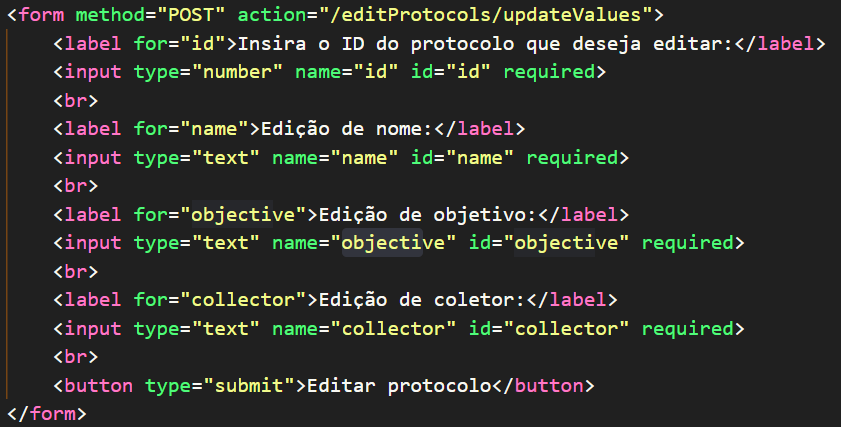 <form method="POST" action="/editProtocols/updateValues">
<label for="id">Insira o ID do protocolo que deseja editar:</label>
<input type="number" name="id" id="id" required>
<br>
<label for="name">Edição de nome:</label>
<input type="text" name="name" id="name" required>
<br>
<label for="objective">Edição de objetivo:</label>
<input type="text" name="objective" id="objective" required>
<br>
<label for="collector">Edição de coletor:</label>
<input type="text" name="collector" id="collector" required>
<br>
<button type="submit">Editar protocolo</button>
</form>